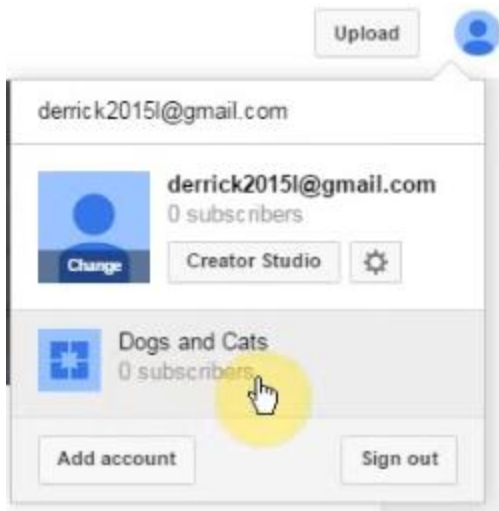 Upload
derrick2015l@gmail.com
derrick2015l@gmail.com
0 subscribers
Change
Creator Studio
Dogs and Cats
0 subscribers
Add account
Sign out